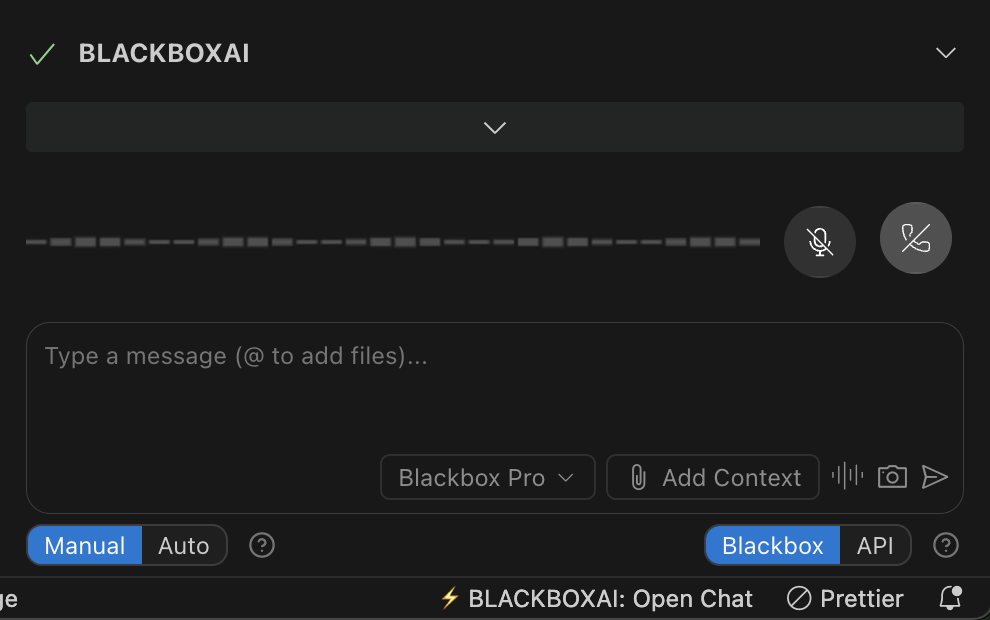 BLACKBOXAI
Type a message (@ to add files)...
Blackbox Pro Add Context
Manual Auto Blackbox API
ge ⚡ BLACKBOXAI: Open Chat Prettier